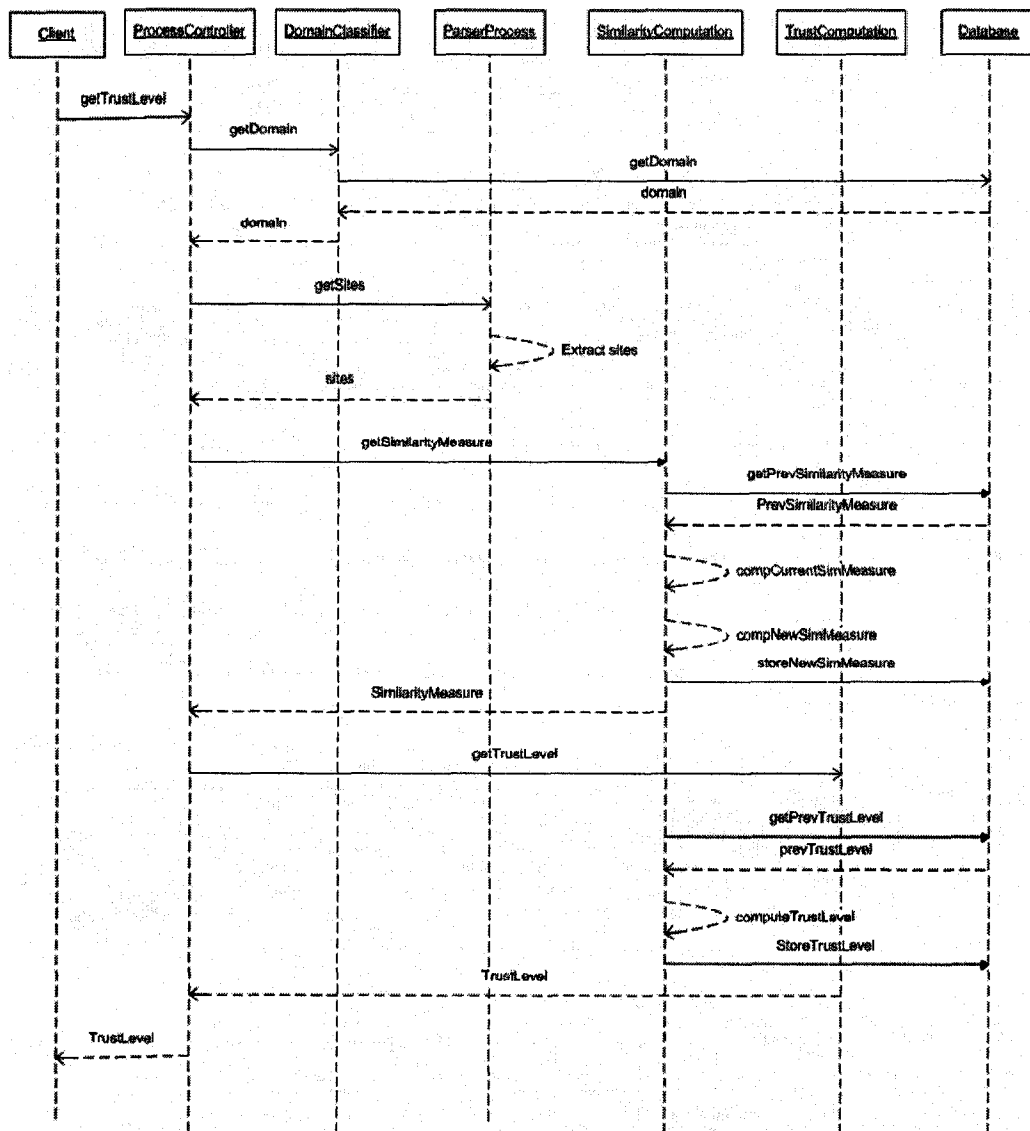 Client
ProcessController
DomainClassifier
ParserProcess
SimilarityComputation
TrustComputation
Database
getTrustLevel
getDomain
getDomain
domain
domain
getSites
Extract sites
sites
getSimilarityMeasure
getPrevSimilarityMeasure
PrevSimilarityMeasure
compCurrentSimMeasure
compNewSimMeasure
storeNewSimMeasure
SimilarityMeasure
getTrustLevel
getPrevTrustLevel
prevTrustLevel
computeTrustLevel
StoreTrustLevel
TrustLevel
TrustLevel